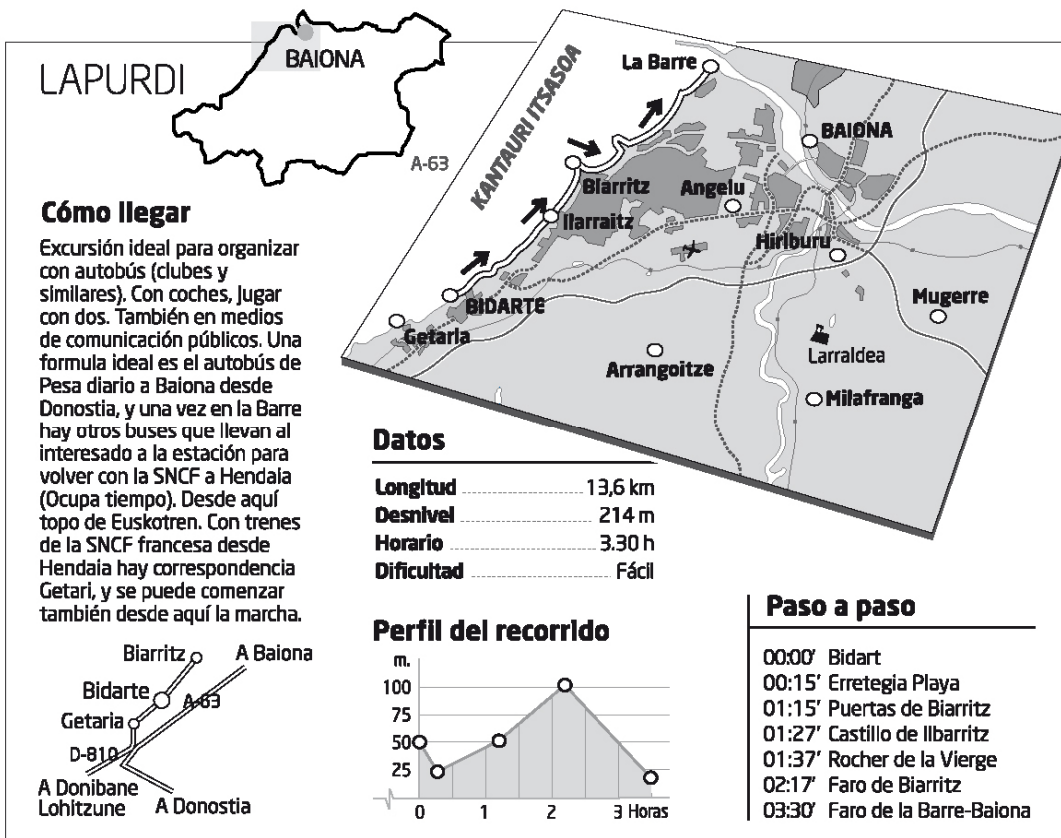 LAPURDI
BAIONA
A-63
Cómo llegar
Excursión ideal para organizar
con autobús (clubes y
similares). Con coches, jugar
con dos. También en medios
de comunicación públicos. Una
formula ideal es el autobús de
Pesa diario a Baiona desde
Donostia, y una vez en la Barre
hay otros buses que llevan al
interesado a la estación para
volver con la SNCF a Hendaia
(Ocupa tiempo). Desde aquí
topo de Euskotren. Con trenes
de la SNCF francesa desde
Hendaia hay correspondencia
Getari, y se puede comenzar
también desde aquí la marcha.
Biarritz
A Baiona
Bidarte
A-63
Getaria
D-810
A Donibane
Lohitzune
A Donostia
KANTAURI ITSASOA
La Barre
BAIONA
Biarritz
Angelu
Ilarraitz
Hiriburu
BIDARTE
Getaria
Mugerre
Arrangoitze
Larraldea
Milafranga
Datos
Longitud 13,6 km
Desnivel 214 m
Horario 3.30 h
Dificultad Fácil
Perfil del recorrido
m.
100
75
50
25
0 1 2 3 Horas
Paso a paso
00:00' Bidart
00:15' Erretegia Playa
01:15' Puertas de Biarritz
01:27' Castillo de Ilbarritz
01:37' Rocher de la Vierge
02:17' Faro de Biarritz
03:30' Faro de la Barre-Baiona